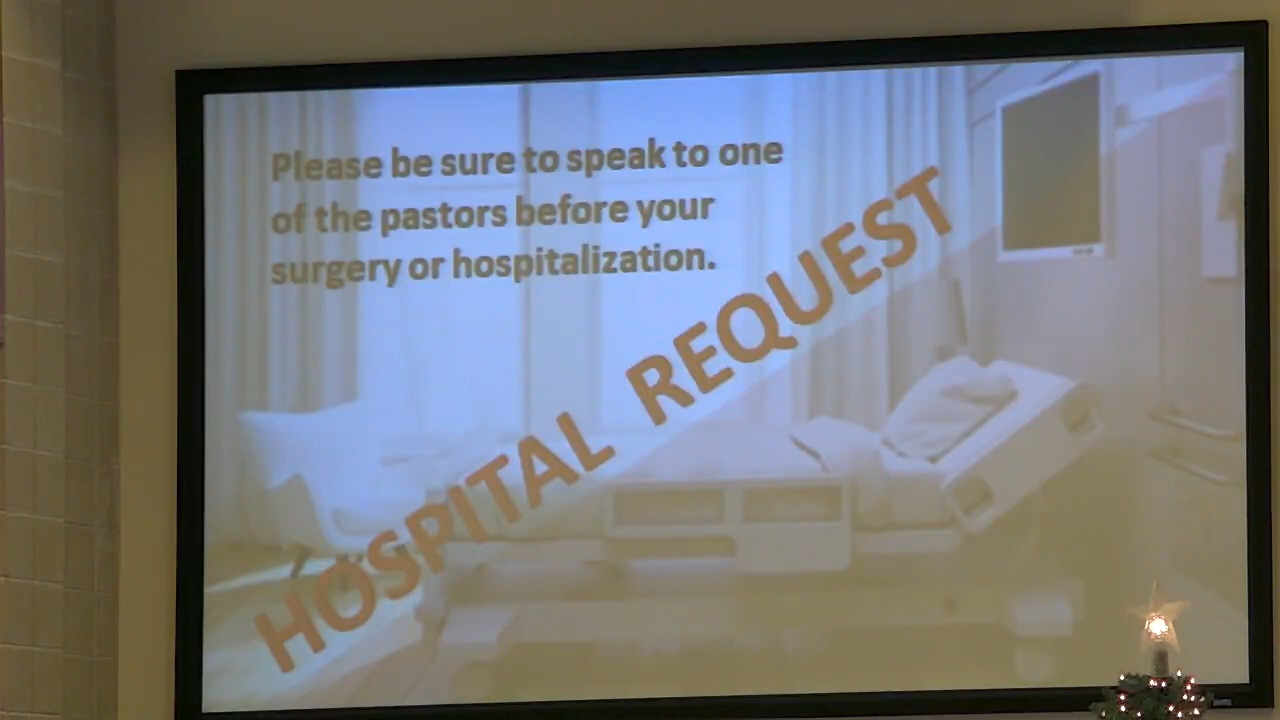 Please be sure to speak to one
of the pastors before your
surgery or hospitalization.
HOSPITAL REQUEST